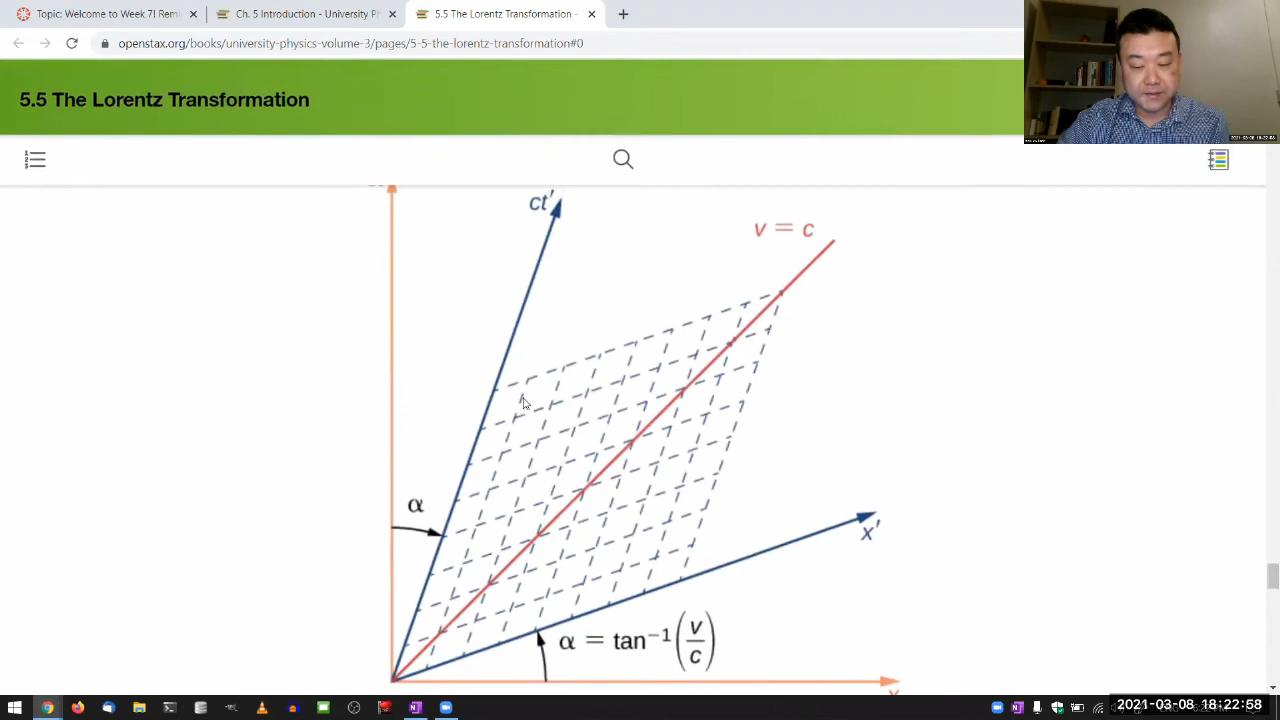 Topic to Week 7! Remo
Ch. 5 Introduction - University Ph
5.5 The Lorentz Transformation -
openstax.org/books/university-physics-volume-3/pages/5-5-the-lorentz-transformation#0
5.5 The Lorentz Transformation
ct′
v = c
α
x′
α = tan⁻¹(v/c)
2021-03-08 18:22:58